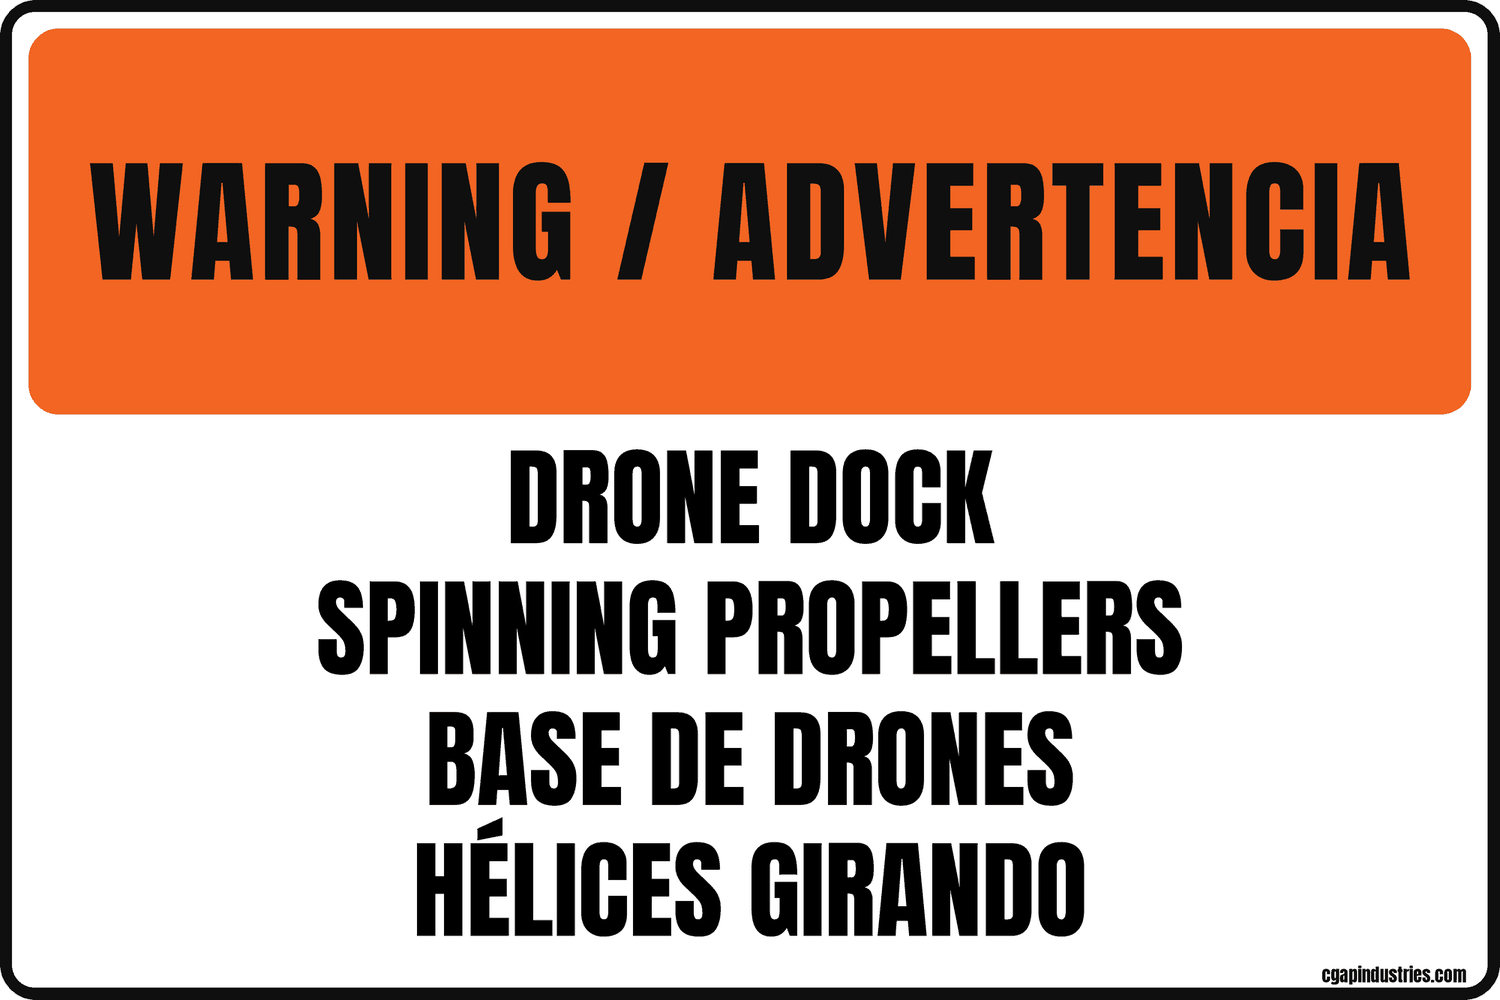 WARNING / ADVERTENCIA
DRONE DOCK
SPINNING PROPELLERS
BASE DE DRONES
HÉLICES GIRANDO
cgapindustries.com